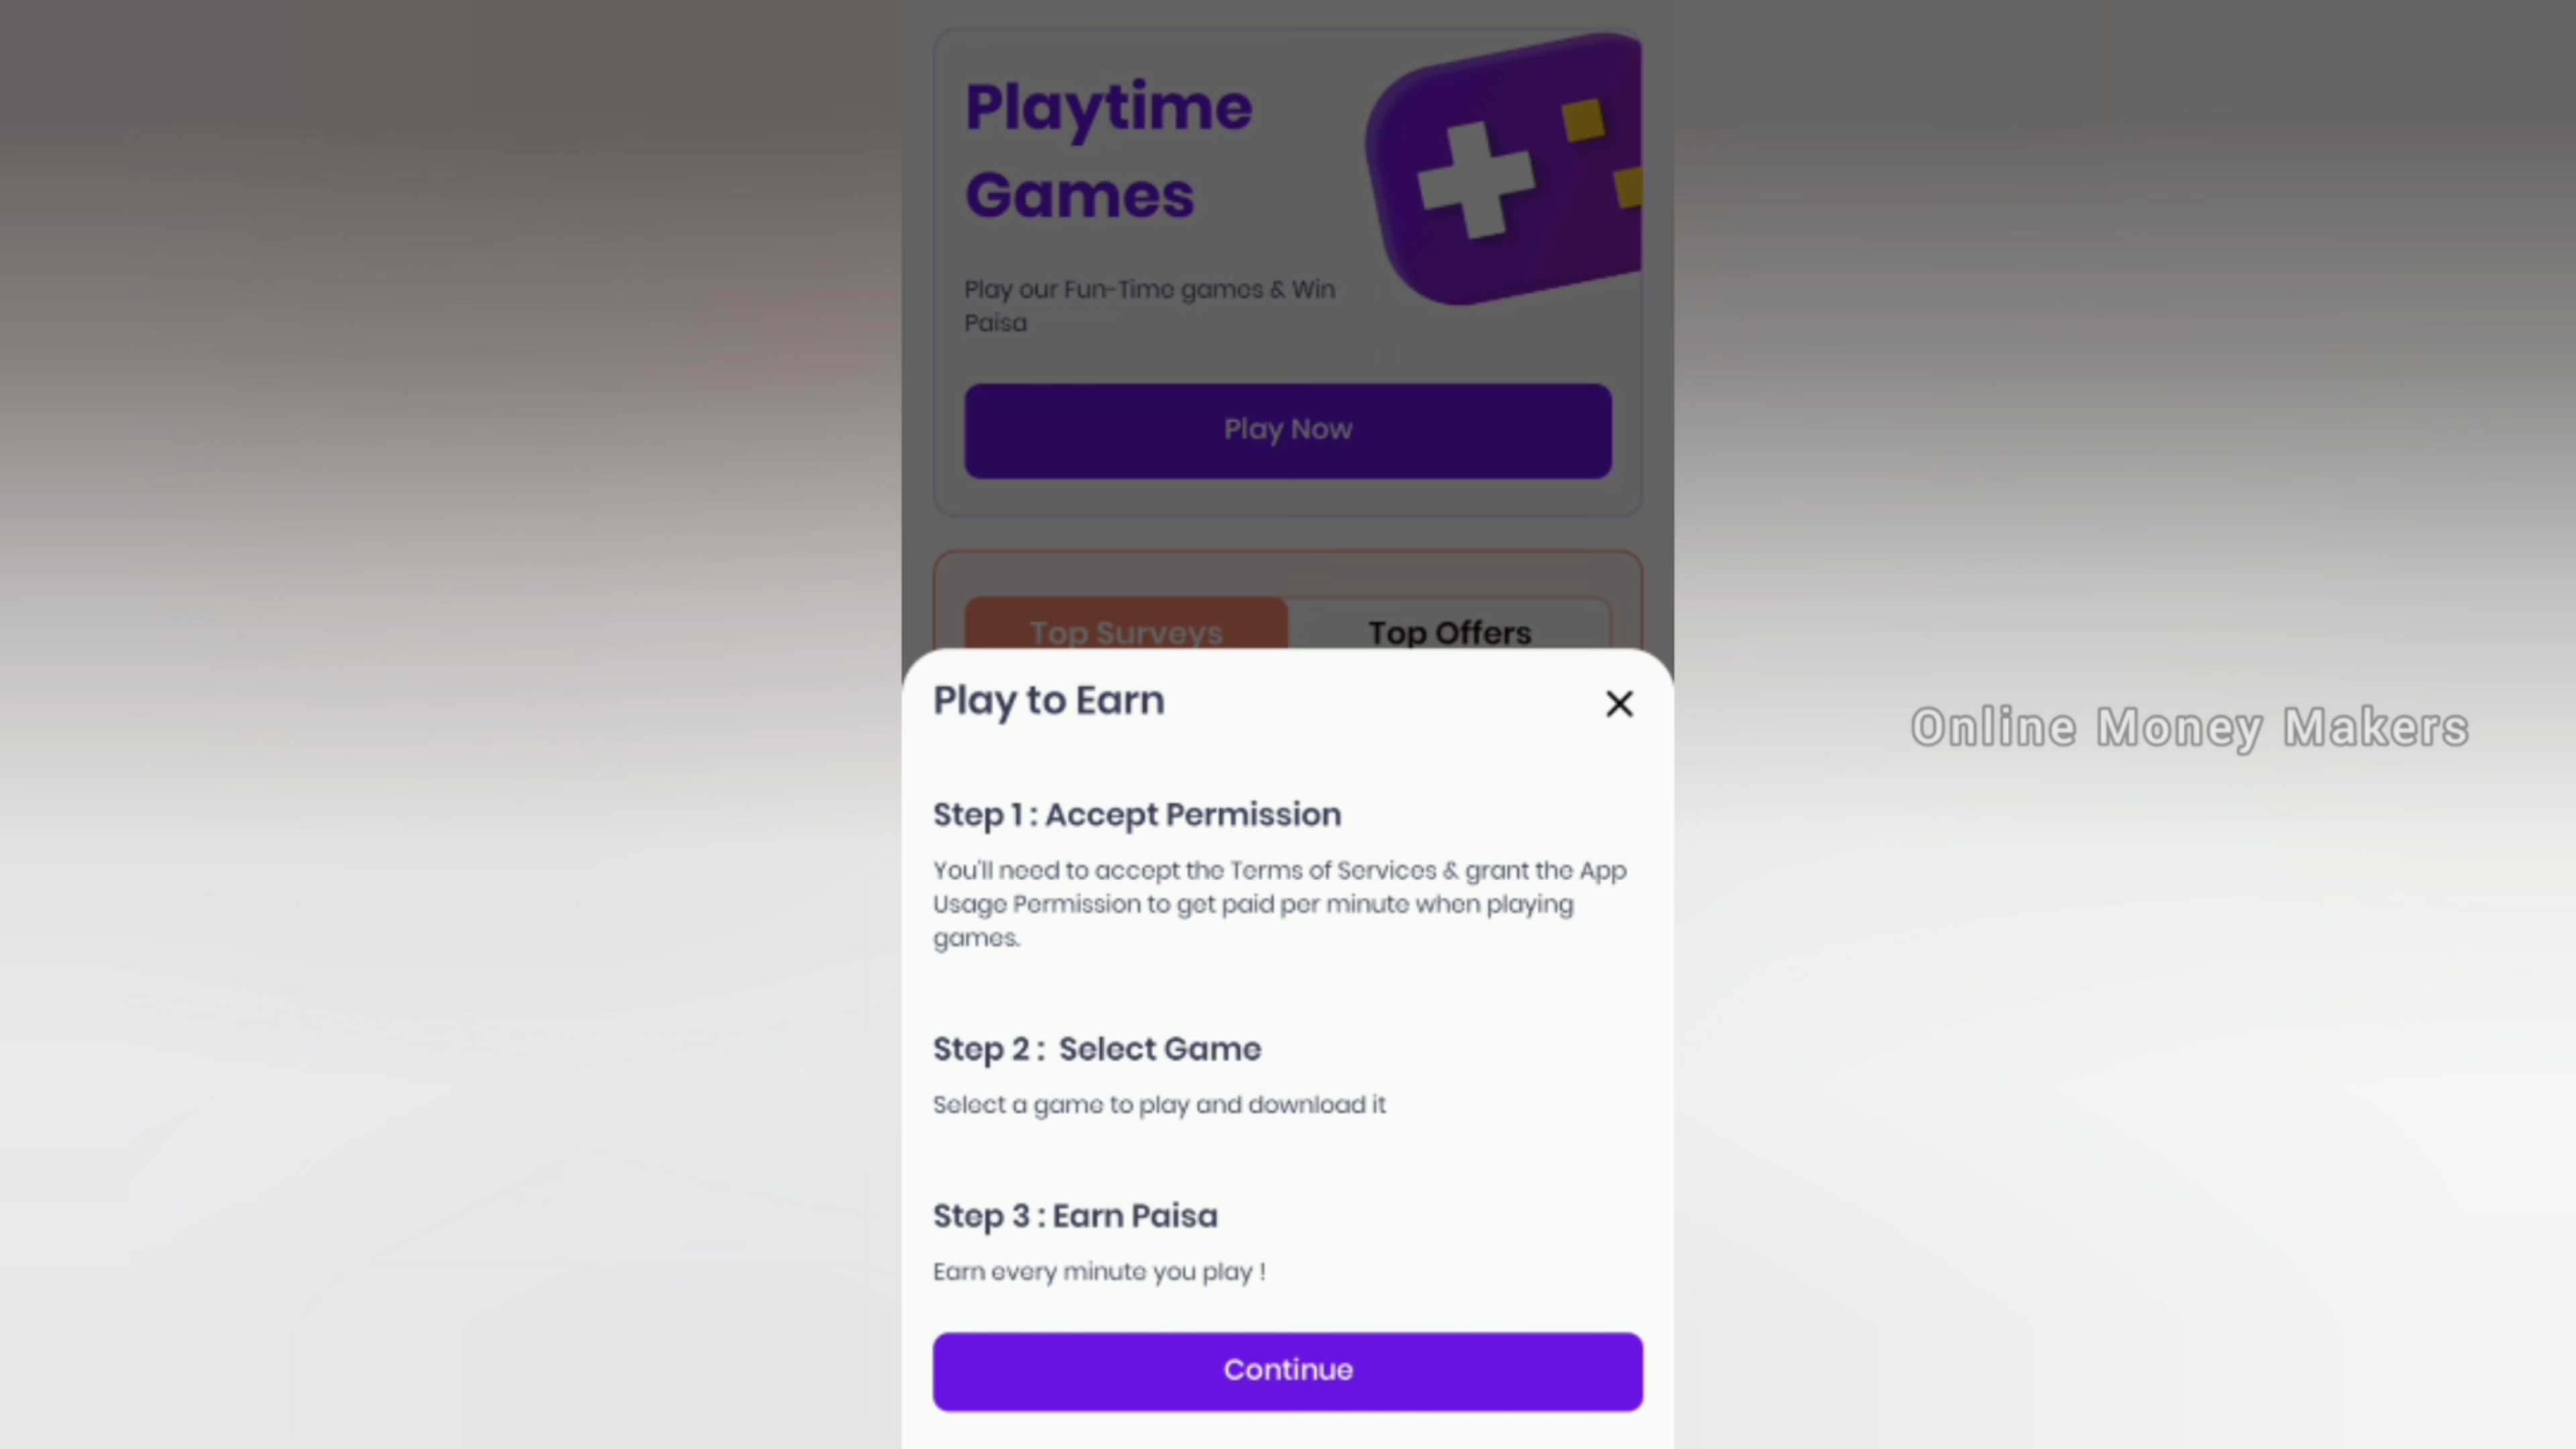 Playtime
Games
Play our Fun-Time games & Win
Paisa
Play Now
Top Surveys
Top Offers
Play to Earn
Step 1 : Accept Permission
You'll need to accept the Terms of Services & grant the App
Usage Permission to get paid per minute when playing
games.
Step 2 :  Select Game
Select a game to play and download it
Step 3 : Earn Paisa
Earn every minute you play !
Continue
Online Money Makers